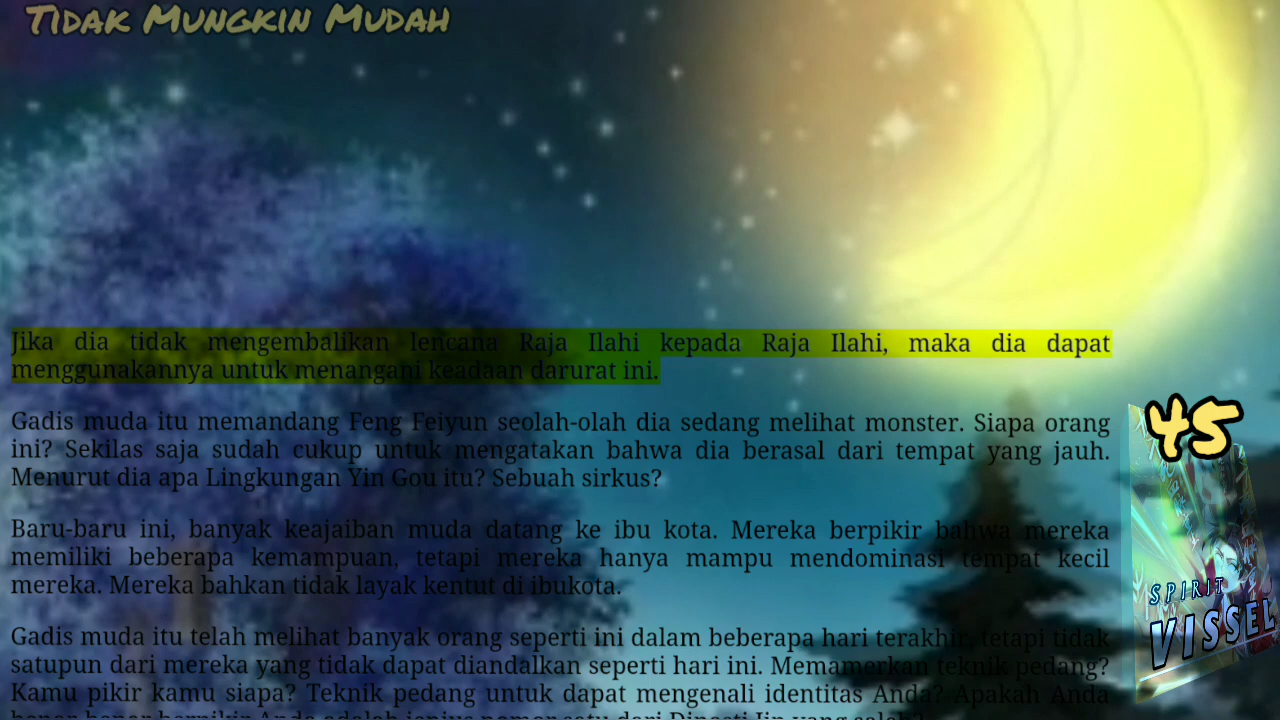 Tidak Mungkin Mudah
Jika dia tidak mengembalikan lencana Raja Ilahi kepada Raja Ilahi, maka dia dapat
menggunakannya untuk menangani keadaan darurat ini.
Gadis muda itu memandang Feng Feiyun seolah-olah dia sedang melihat monster. Siapa orang
ini? Sekilas saja sudah cukup untuk mengatakan bahwa dia berasal dari tempat yang jauh.
Menurut dia apa Lingkungan Yin Gou itu? Sebuah sirkus?
Baru-baru ini, banyak keajaiban muda datang ke ibu kota. Mereka berpikir bahwa mereka
memiliki beberapa kemampuan, tetapi mereka hanya mampu mendominasi tempat kecil
mereka. Mereka bahkan tidak layak kentut di ibukota.
Gadis muda itu telah melihat banyak orang seperti ini dalam beberapa hari terakhir, tetapi tidak
satupun dari mereka yang tidak dapat diandalkan seperti hari ini. Memamerkan teknik pedang?
Kamu pikir kamu siapa? Teknik pedang untuk dapat mengenali identitas Anda? Apakah Anda
45
SPIRIT
VISSEL